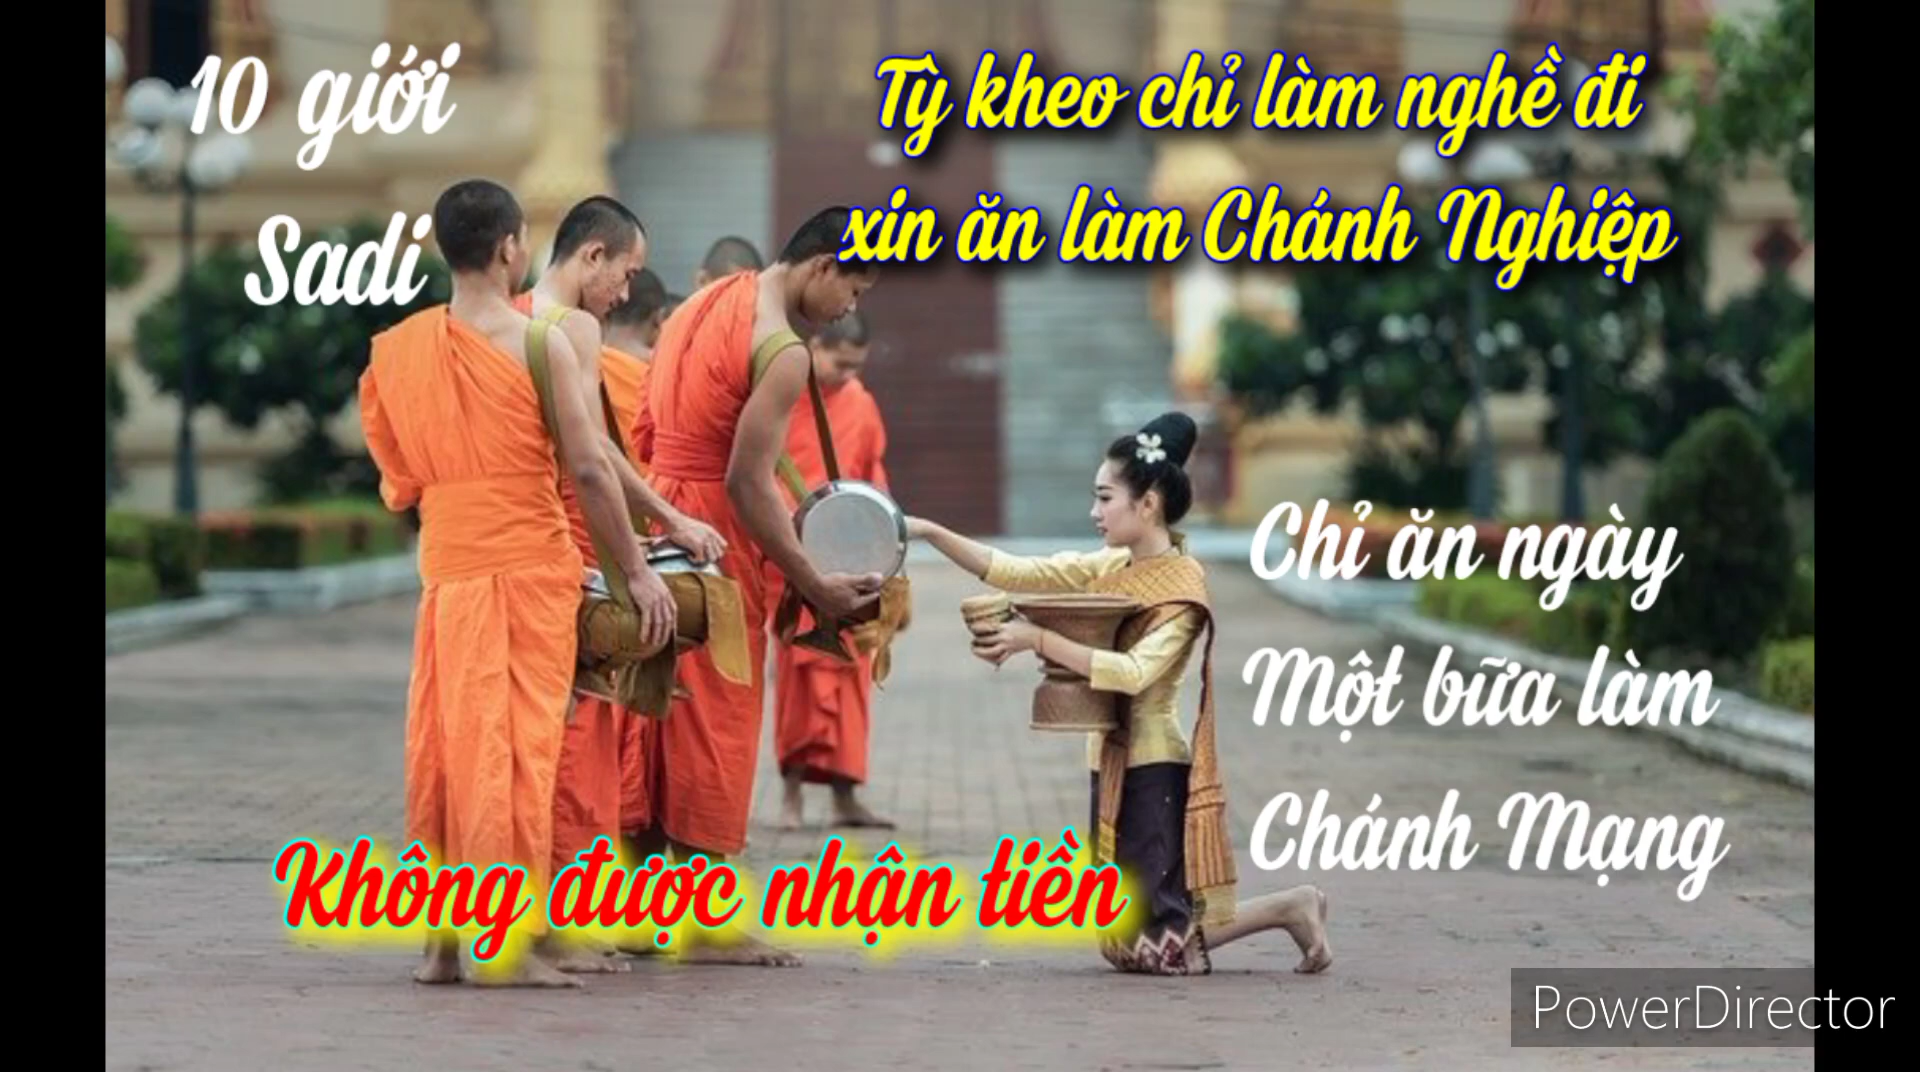 10 giới
Sadi
Tỳ kheo chỉ làm nghề đi
xin ăn làm Chánh Nghiệp
Chỉ ăn ngày
Một bữa làm
Chánh Mạng
Không được nhận tiền
PowerDirector